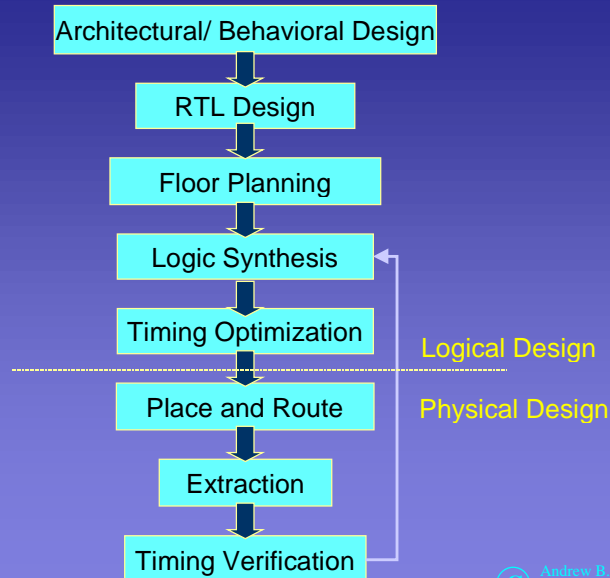 Architectural/ Behavioral Design
RTL Design
Floor Planning
Logic Synthesis
Timing Optimization
Logical Design
Place and Route
Physical Design
Extraction
Timing Verification
Andrew B.